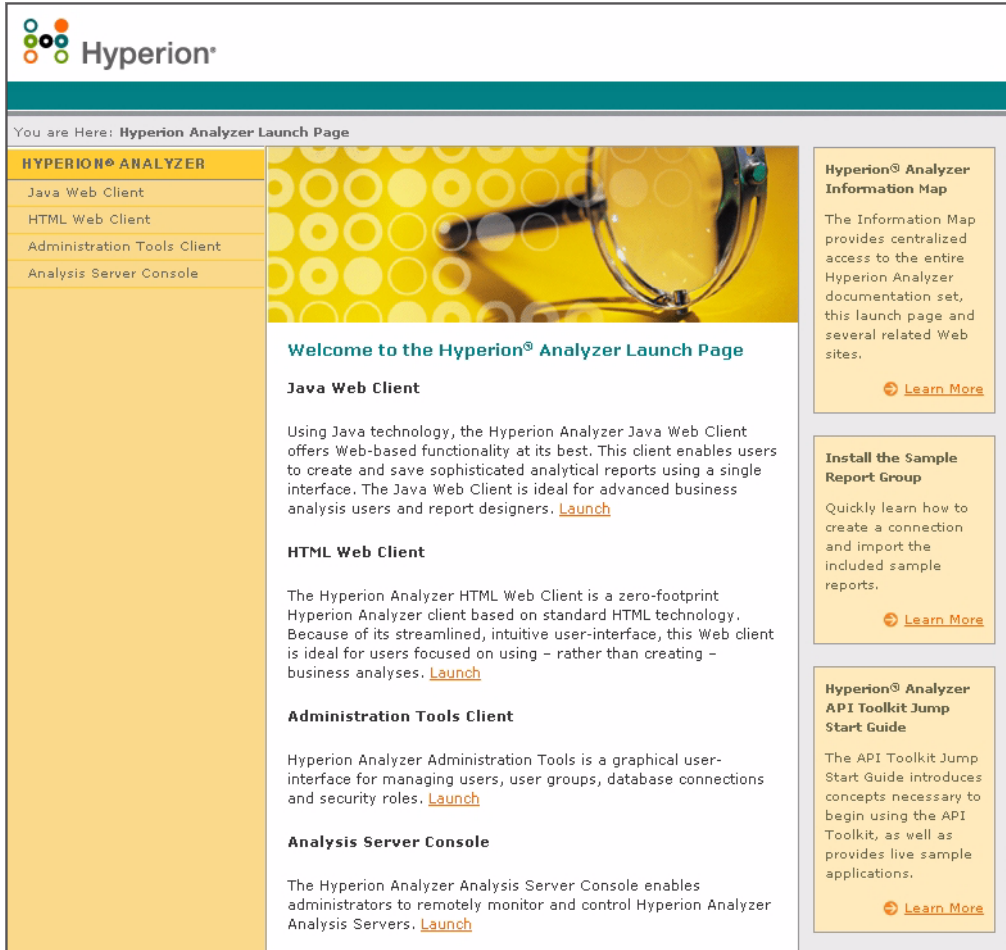 Hyperion®
You are Here: Hyperion Analyzer Launch Page
HYPERION® ANALYZER
Java Web Client
HTML Web Client
Administration Tools Client
Analysis Server Console
Welcome to the Hyperion® Analyzer Launch Page
Java Web Client
Using Java technology, the Hyperion Analyzer Java Web Client
offers Web-based functionality at its best. This client enables users
to create and save sophisticated analytical reports using a single
interface. The Java Web Client is ideal for advanced business
analysis users and report designers. Launch
HTML Web Client
The Hyperion Analyzer HTML Web Client is a zero-footprint
Hyperion Analyzer client based on standard HTML technology.
Because of its streamlined, intuitive user-interface, this Web client
is ideal for users focused on using – rather than creating –
business analyses. Launch
Administration Tools Client
Hyperion Analyzer Administration Tools is a graphical user-
interface for managing users, user groups, database connections
and security roles. Launch
Analysis Server Console
The Hyperion Analyzer Analysis Server Console enables
administrators to remotely monitor and control Hyperion Analyzer
Analysis Servers. Launch
Hyperion® Analyzer
Information Map
The Information Map
provides centralized
access to the entire
Hyperion Analyzer
documentation set,
this launch page and
several related Web
sites.
Learn More
Install the Sample
Report Group
Quickly learn how to
create a connection
and import the
included sample
reports.
Learn More
Hyperion® Analyzer
API Toolkit Jump
Start Guide
The API Toolkit Jump
Start Guide introduces
concepts necessary to
begin using the API
Toolkit, as well as
provides live sample
applications.
Learn More